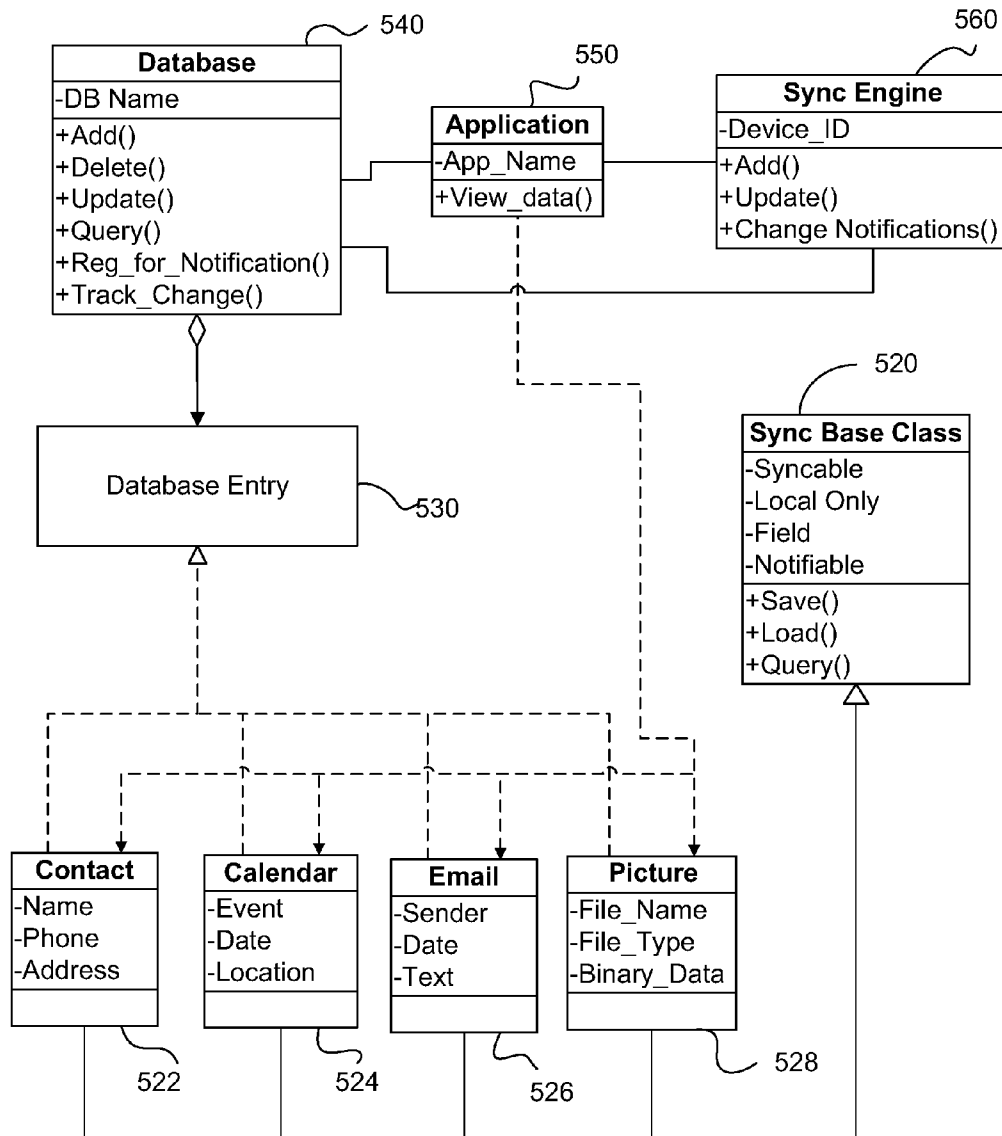 540
Database
-DB Name
+Add()
+Delete()
+Update()
+Query()
+Reg_for_Notification()
+Track_Change()
550
Application
-App_Name
+View_data()
560
Sync Engine
-Device_ID
+Add()
+Update()
+Change Notifications()
Database Entry
530
520
Sync Base Class
-Syncable
-Local Only
-Field
-Notifiable
+Save()
+Load()
+Query()
Contact
-Name
-Phone
-Address
522
Calendar
-Event
-Date
-Location
524
Email
-Sender
-Date
-Text
526
Picture
-File_Name
-File_Type
-Binary_Data
528